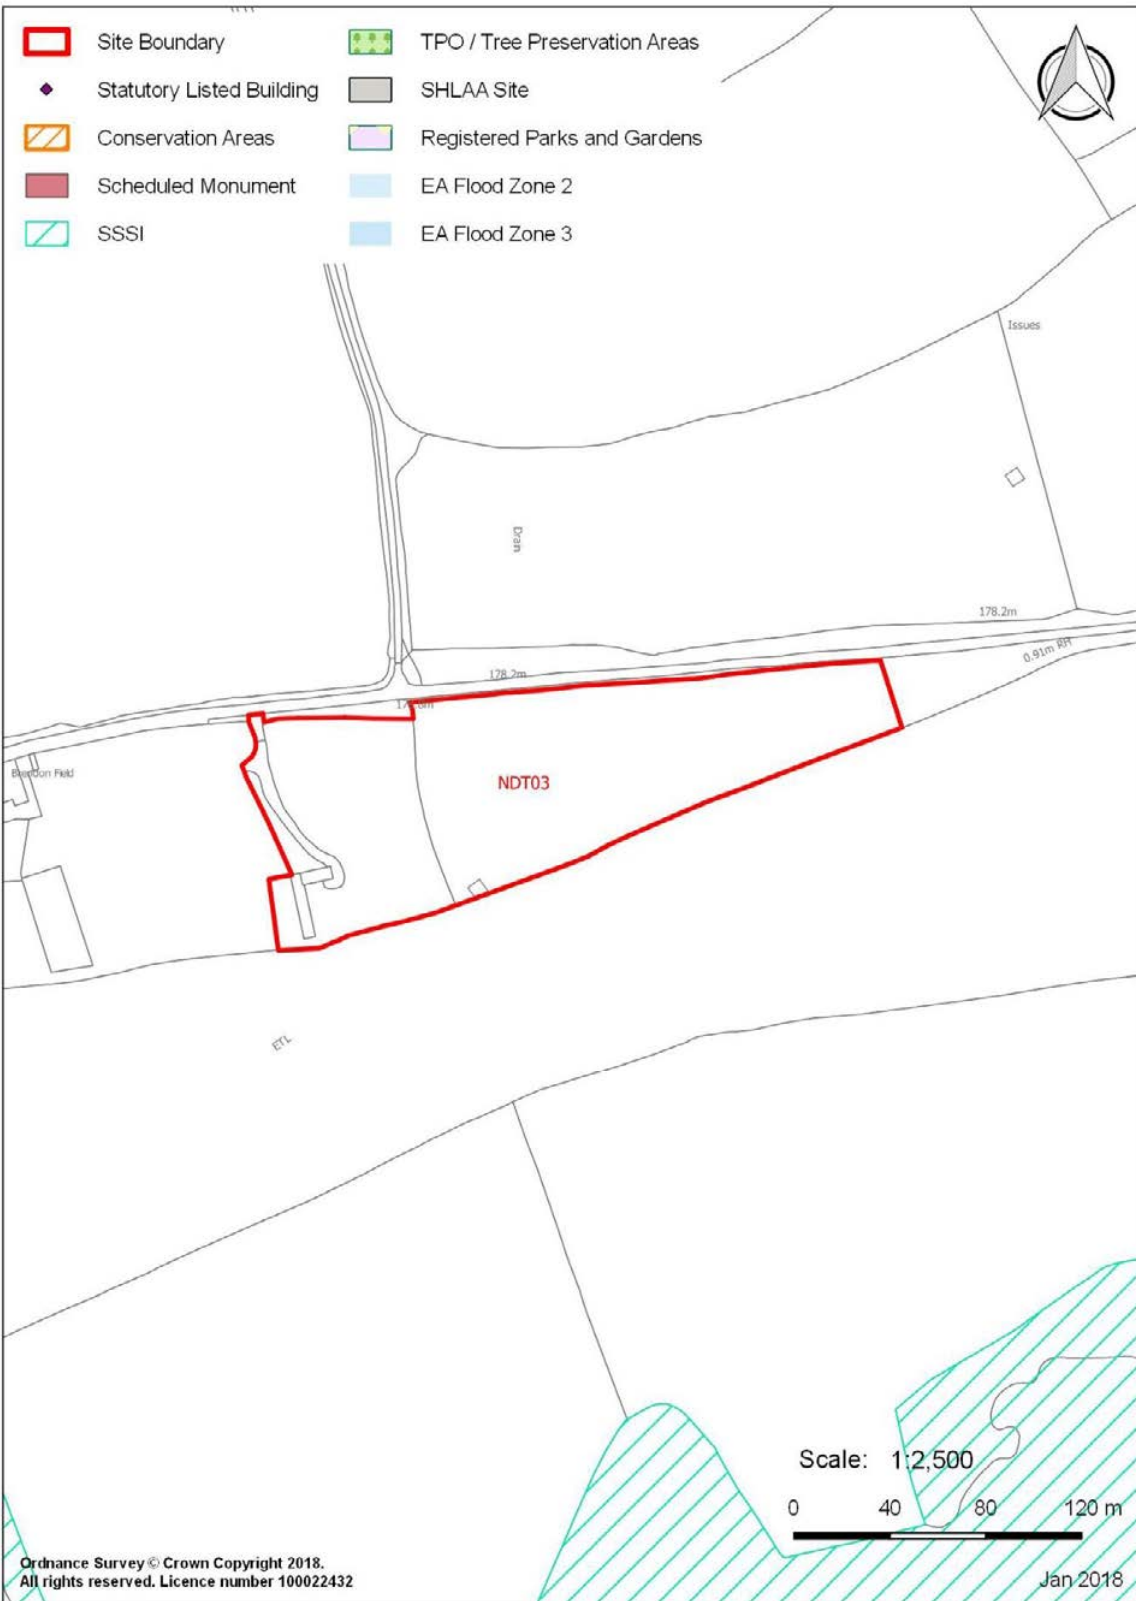 Site Boundary
TPO / Tree Preservation Areas
Statutory Listed Building
SHLAA Site
Conservation Areas
Registered Parks and Gardens
Scheduled Monument
EA Flood Zone 2
SSSI
EA Flood Zone 3
Issues
Drain
178.2m
0.91m RH
178.2m
Brendon Field
NDT03
ETL
Scale: 1:2,500
0 40 80 120 m
Ordnance Survey © Crown Copyright 2018.
All rights reserved. Licence number 100022432
Jan 2018